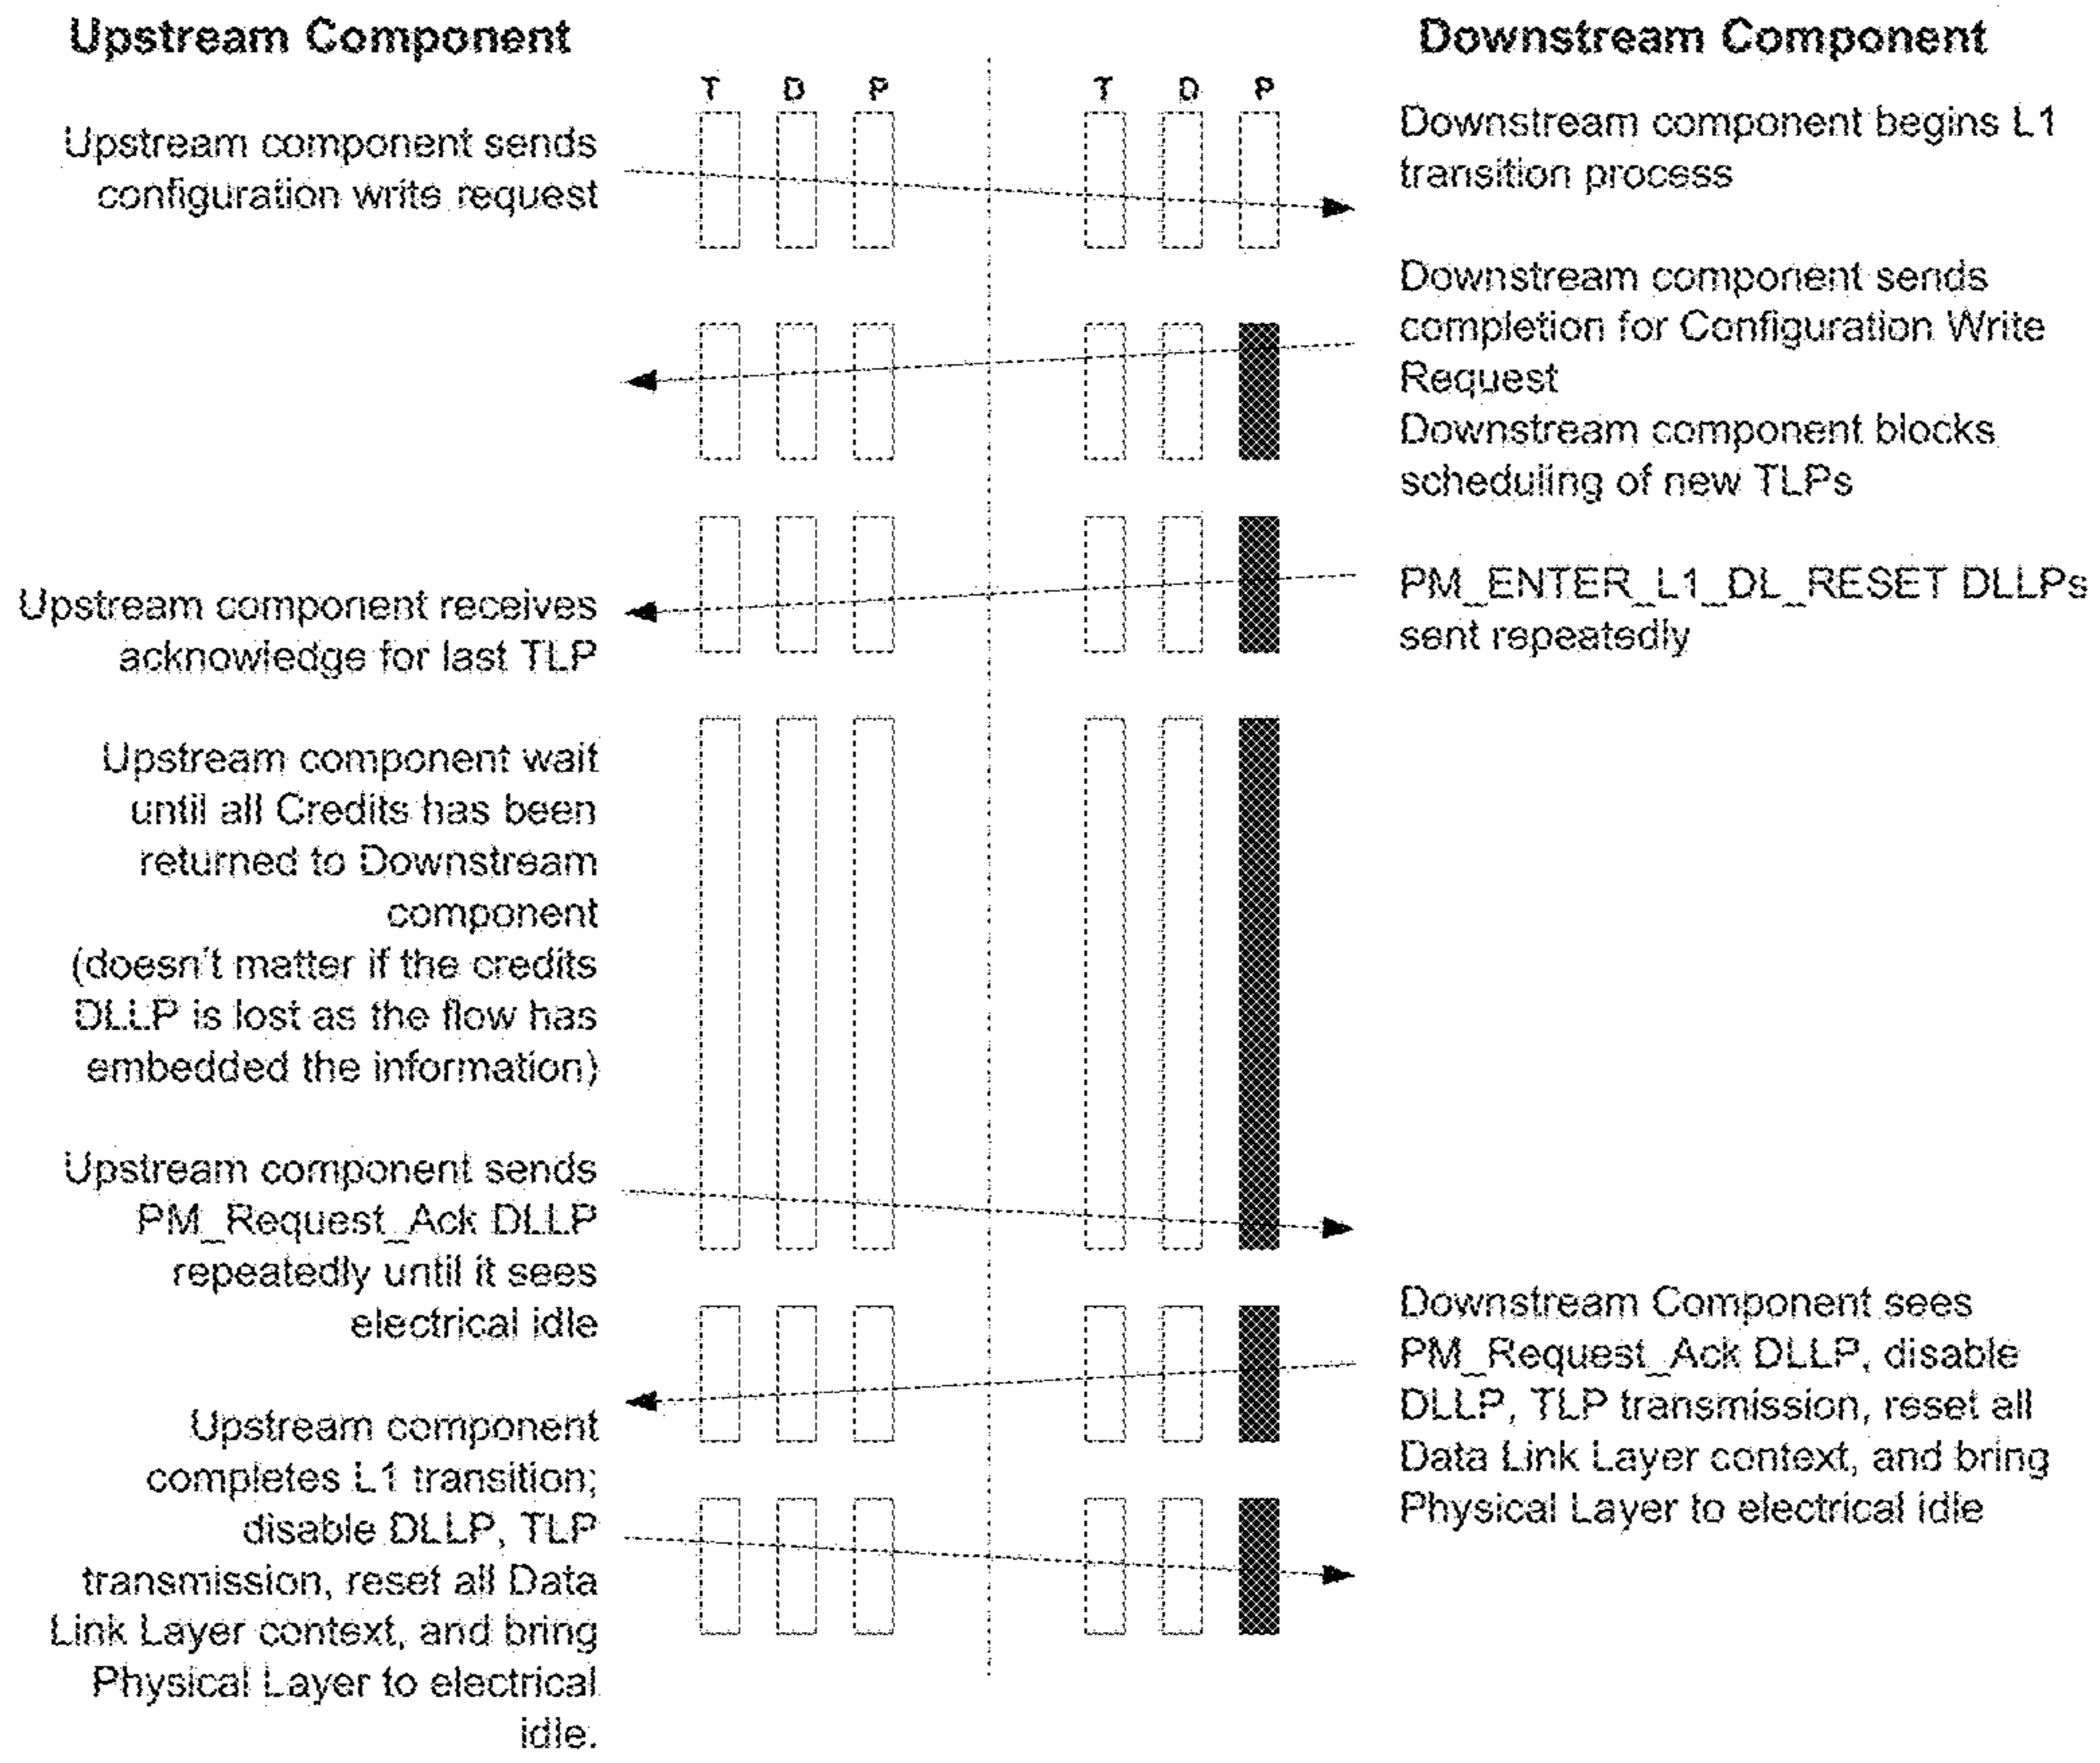 Upstream Component
Downstream Component
T D P T D P
Upstream component sends
configuration write request
Downstream component begins L1
transition process
Downstream component sends
completion for Configuration Write
Request
Downstream component blocks
scheduling of new TLPs
Upstream component receives
acknowledge for last TLP
PM_ENTER_L1_DL_RESET DLLPs
sent repeatedly
Upstream component wait
until all Credits has been
returned to Downstream
component
(doesn't matter if the credits
DLLP is lost as the flow has
embedded the information)
Upstream component sends
PM_Request_Ack DLLP
repeatedly until it sees
electrical idle
Downstream Component sees
PM_Request_Ack DLLP, disable
DLLP, TLP transmission, reset all
Data Link Layer context, and bring
Physical Layer to electrical idle
Upstream component
completes L1 transition;
disable DLLP, TLP
transmission, reset all Data
Link Layer context, and bring
Physical Layer to electrical
idle.